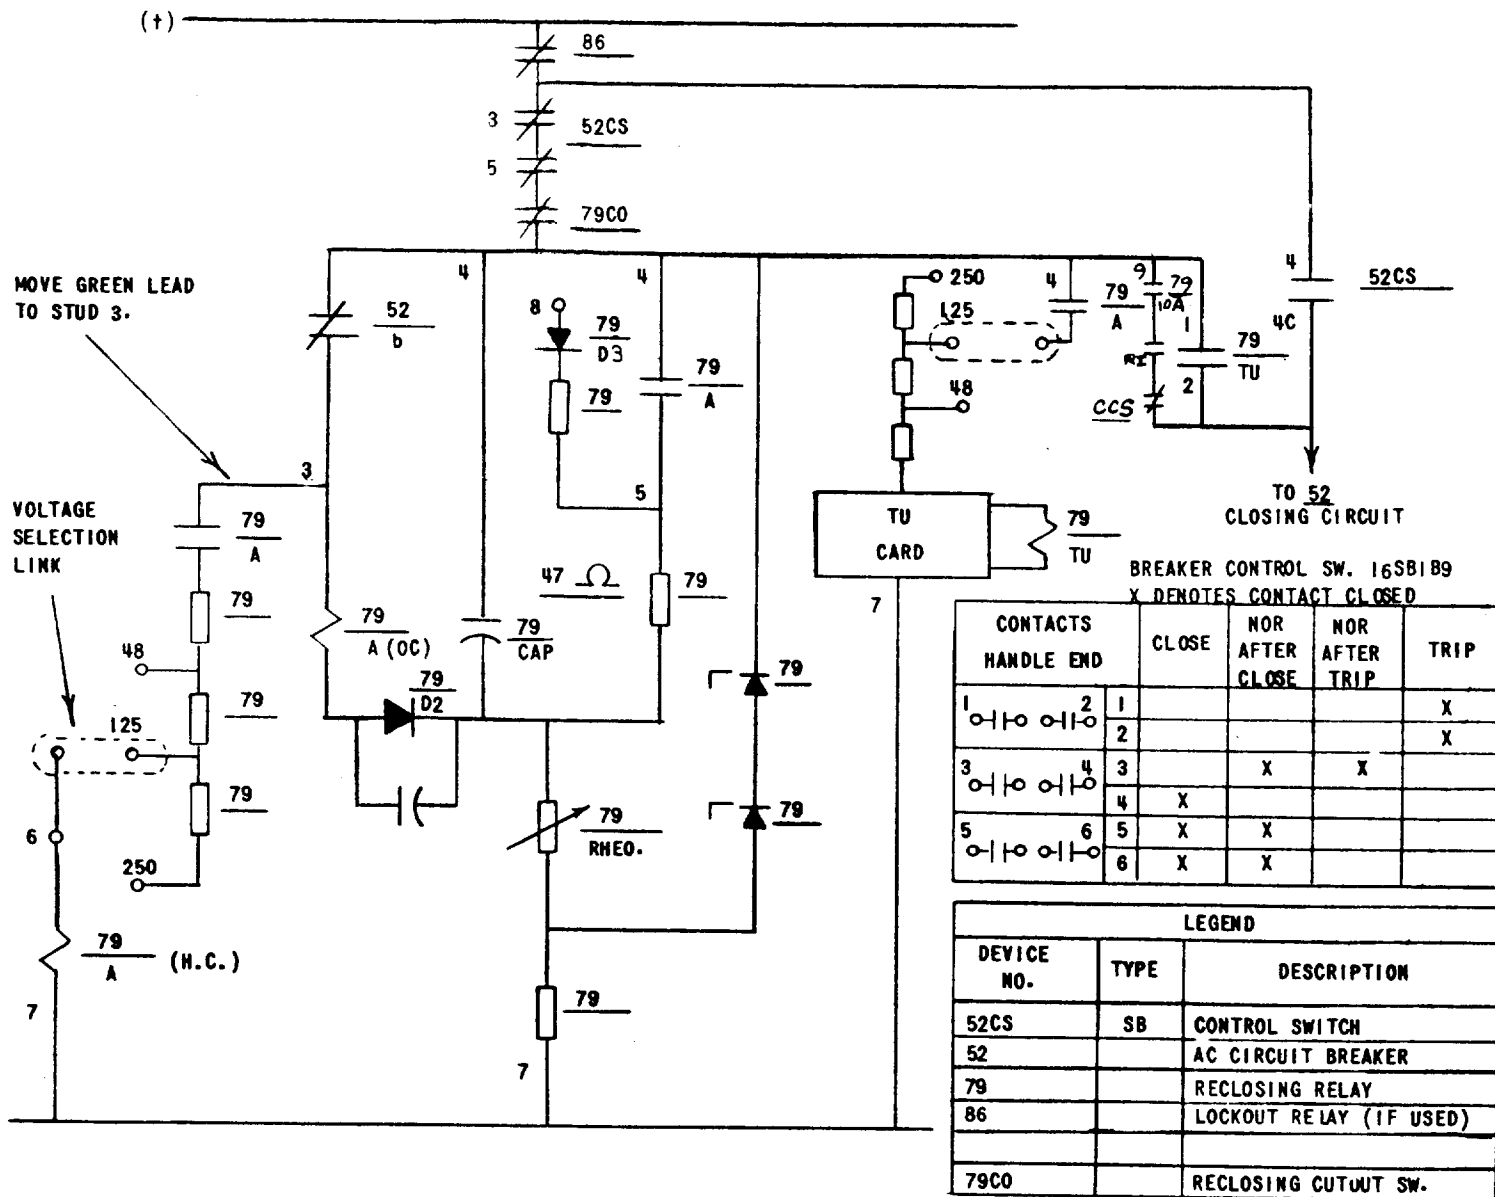 (t)
86
3
52CS
5
79CO
MOVE GREEN LEAD
TO STUD 3.
52
b
4
8
79
D3
79
4
79
A
5
250
125
48
4
79
A
9
79
10A
RI
CCS
1
79
TU
2
4
52CS
4C
TO 52
CLOSING CIRCUIT
3
VOLTAGE
SELECTION
LINK
79
A
79
48
79
125
79
250
6
79
A
(H.C.)
7
79
A (OC)
79
CAP
79
D2
47 Ω
79
79
79
79
RHEO.
79
7
TU
CARD
79
TU
7
BREAKER CONTROL SW. 16SB1B9
X DENOTES CONTACT CLOSED
CONTACTS
HANDLE END
CLOSE
NOR
AFTER
CLOSE
NOR
AFTER
TRIP
TRIP
1 2 1 X
2 X
3 4 3 X X
4 X
5 6 5 X X
6 X X
LEGEND
DEVICE
NO.
TYPE
DESCRIPTION
52CS SB CONTROL SWITCH
52 AC CIRCUIT BREAKER
79 RECLOSING RELAY
86 LOCKOUT RELAY (IF USED)
79CO RECLOSING CUTOUT SW.